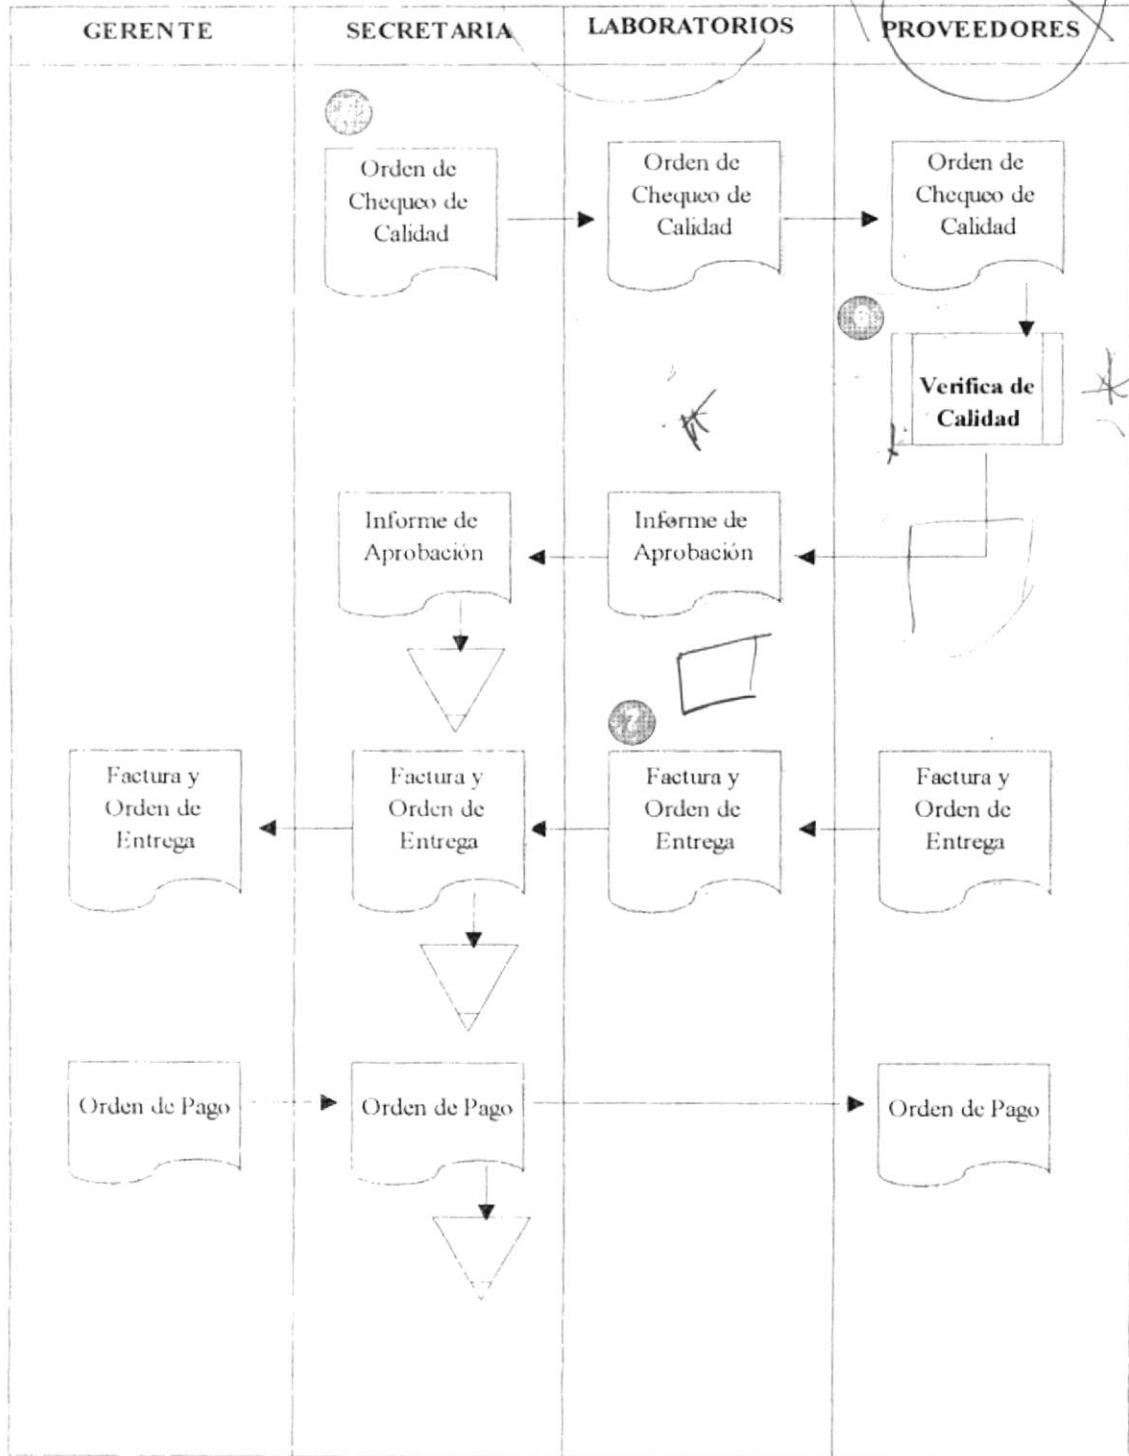 GERENTE
SECRETARIA
LABORATORIOS
PROVEEDORES
Orden de
Chequeo de
Calidad
Orden de
Chequeo de
Calidad
Orden de
Chequeo de
Calidad
Verifica de
Calidad
Informe de
Aprobación
Informe de
Aprobación
7
Factura y
Orden de
Entrega
Factura y
Orden de
Entrega
Factura y
Orden de
Entrega
Factura y
Orden de
Entrega
Orden de Pago
Orden de Pago
Orden de Pago